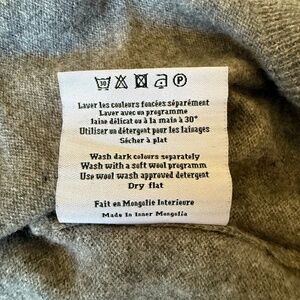 30 P
Laver les couleurs foncées séparément
Laver avec un programme
laine délicat ou à la main à 30°
Utiliser un détergent pour les lainages
Sécher à plat
Wash dark colours separately
Wash with a soft wool programm
Use wool wash approved detergent
Dry flat
Fait en Mongolie Interieure
Made in Inner Mongolia